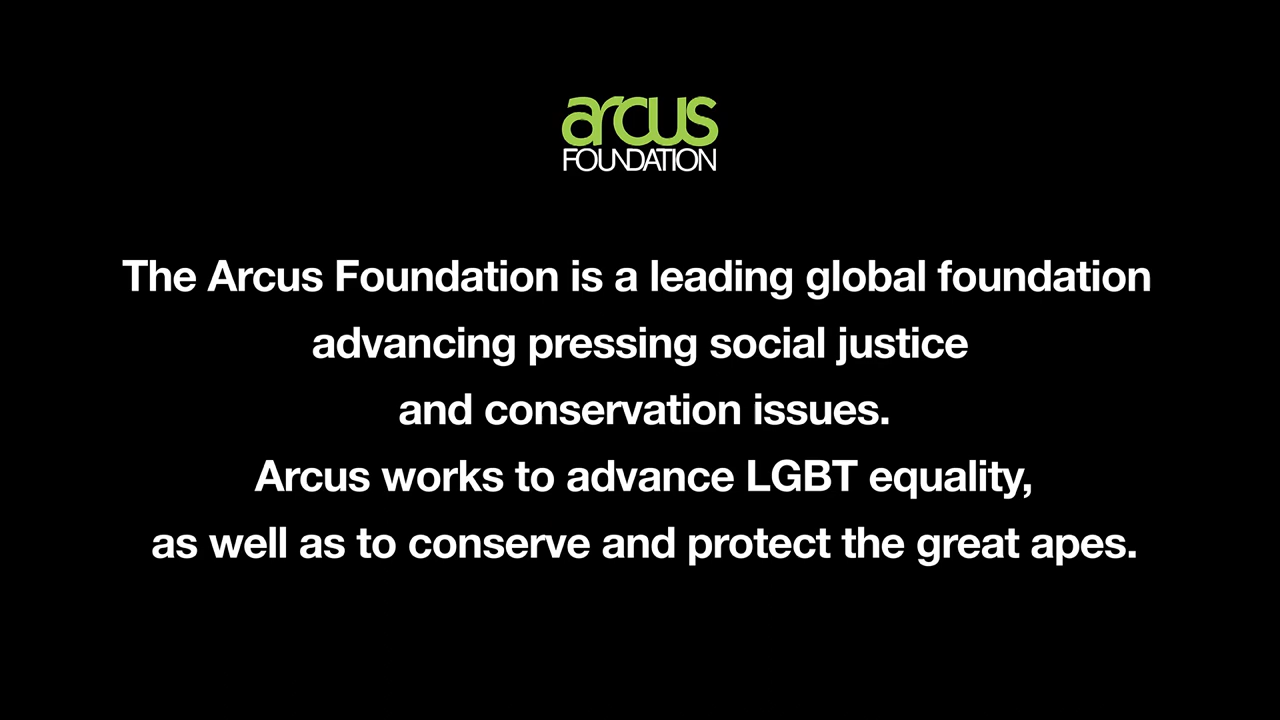 arcus
FOUNDATION
The Arcus Foundation is a leading global foundation
advancing pressing social justice
and conservation issues.
Arcus works to advance LGBT equality,
as well as to conserve and protect the great apes.